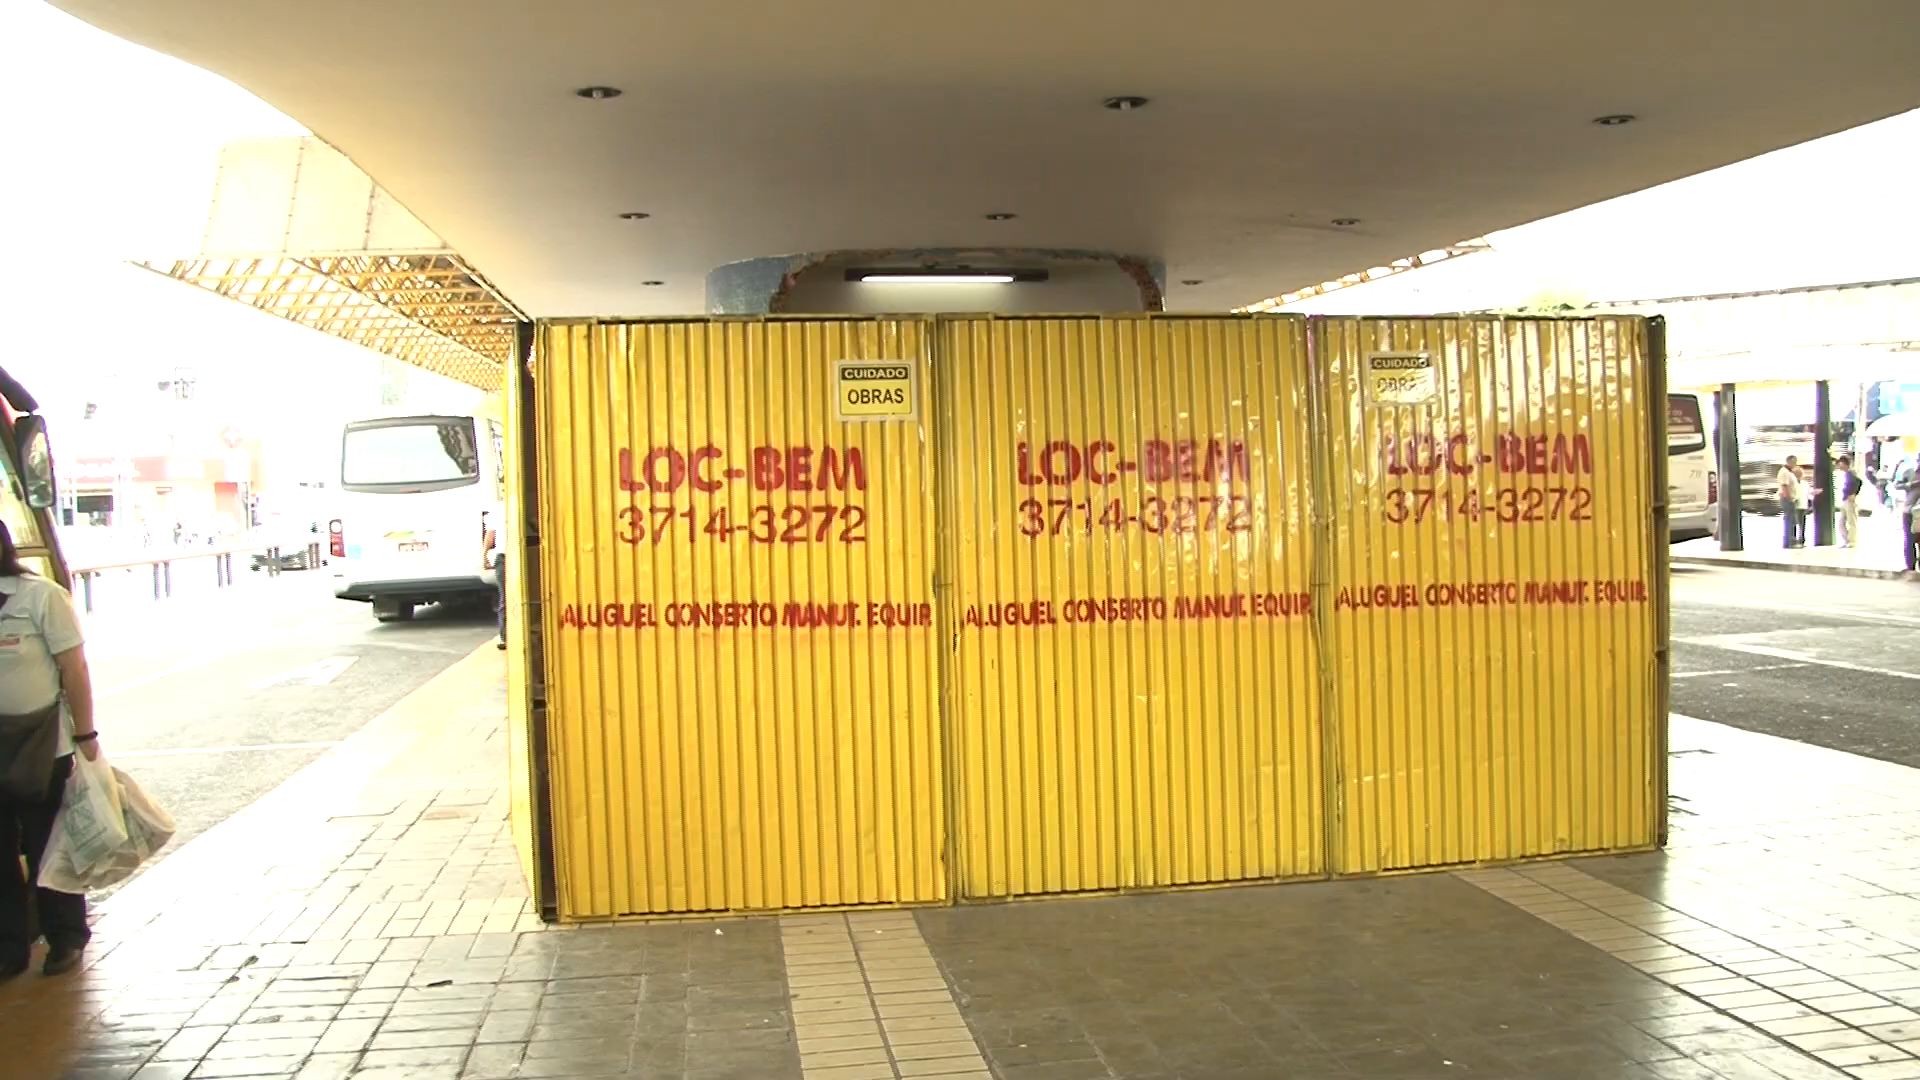 CUIDADO
OBRAS
LOC-BEM
3714-3272
ALUGUEL CONSERTO MANUT. EQUIP.
LOC-BEM
3714-3272
ALUGUEL CONSERTO MANUT. EQUIP.
CUIDADO
OBRAS
LOC-BEM
3714-3272
ALUGUEL CONSERTO MANUT. EQUIP.